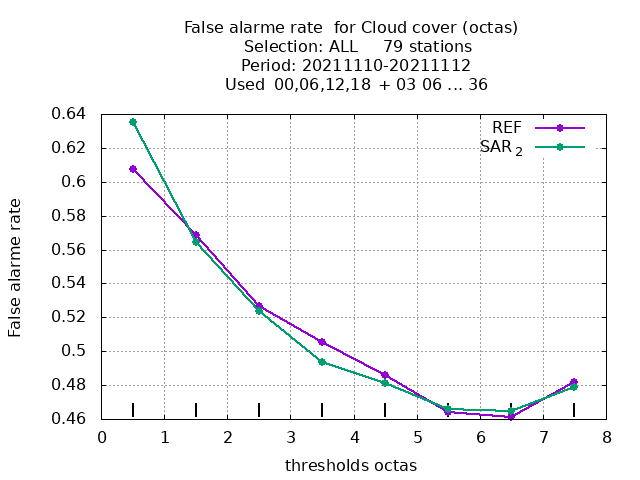 False alarme rate for Cloud cover (octas)
Selection: ALL 79 stations
Period: 20211110-20211112
Used 00,06,12,18 + 03 06 ... 36
REF
SAR 2
0.64
0.62
0.6
0.58
0.56
0.54
0.52
0.5
0.48
0.46
False alarme rate
0 1 2 3 4 5 6 7 8
thresholds octas